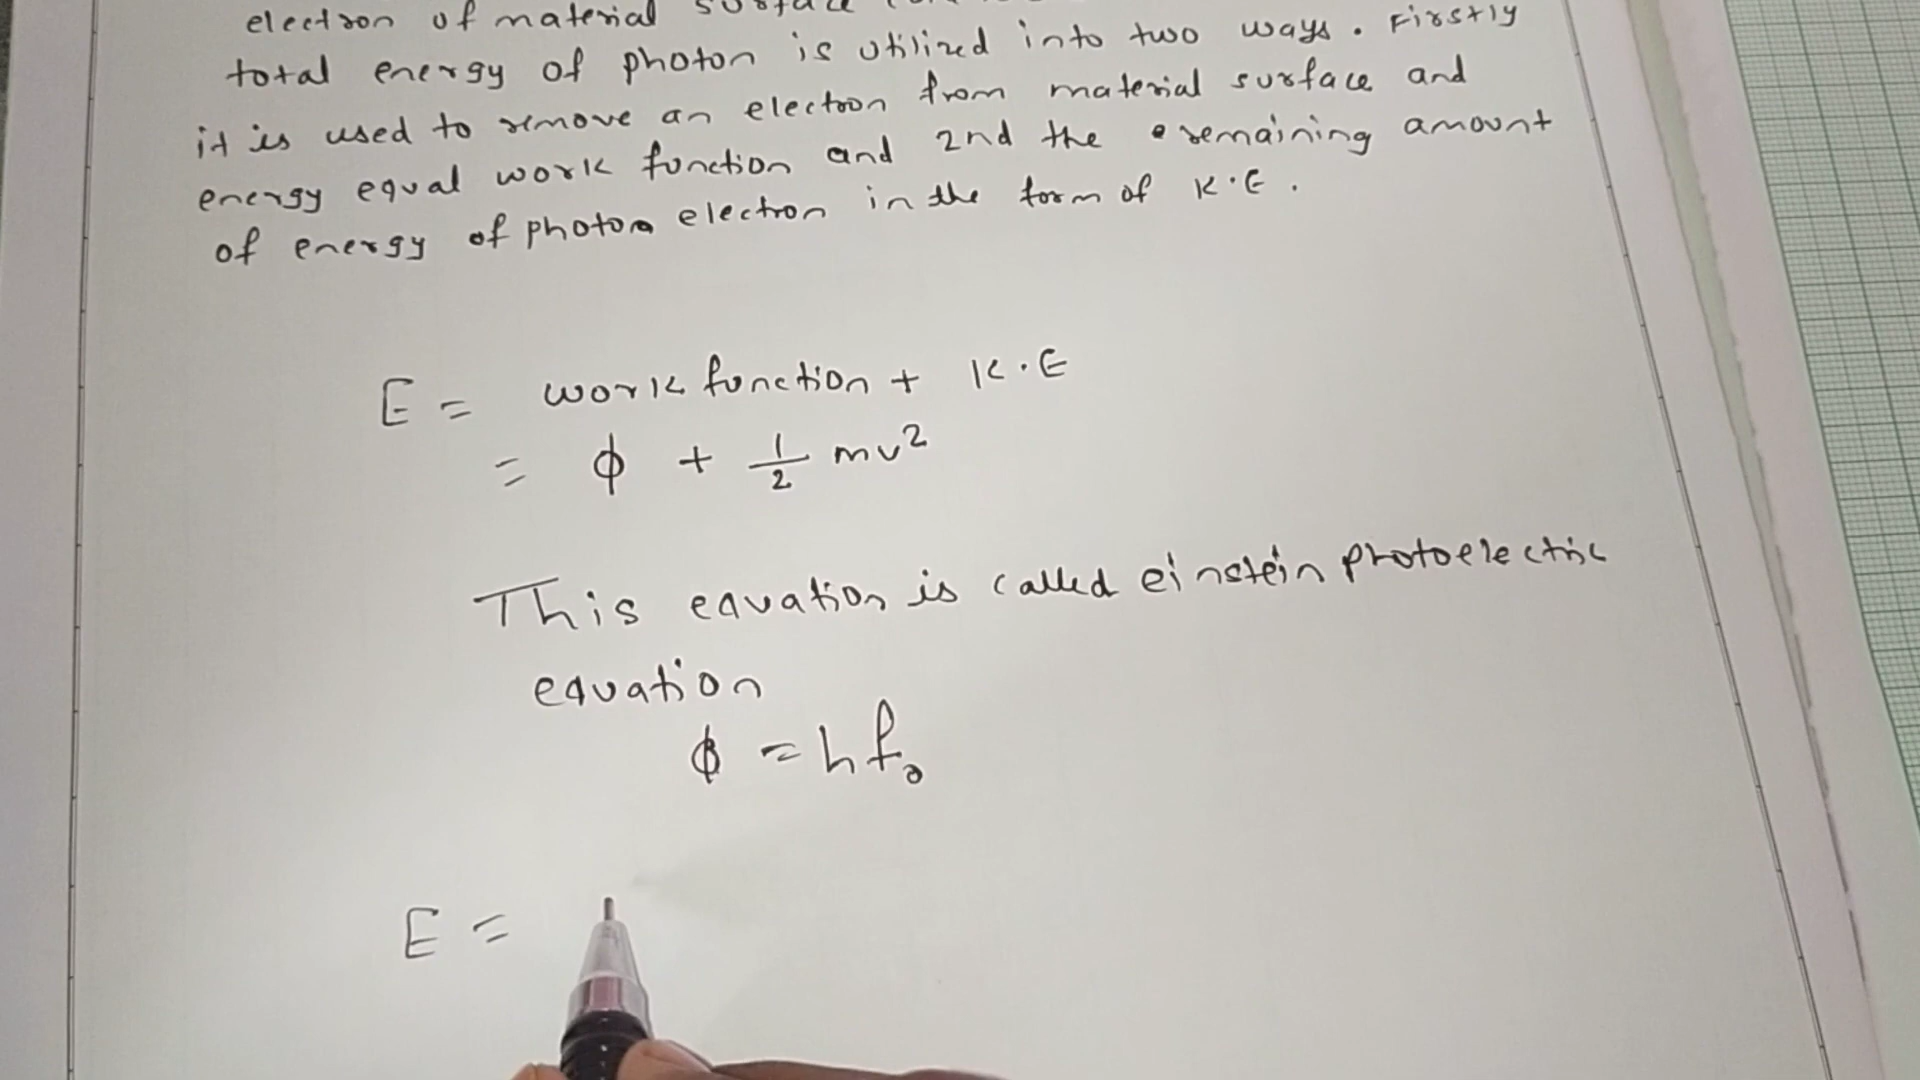 electron of material surface
total energy of photon is utilized into two ways. Firstly
it is used to remove an electron from material surface and
energy equal work function and 2nd the remaining amount
of energy of photon electron in the form of K.E.
E = work function + K.E
= ϕ + 1/2 mv²
This equation is called einstein photoelectric
equation
ϕ = hf₀
E =